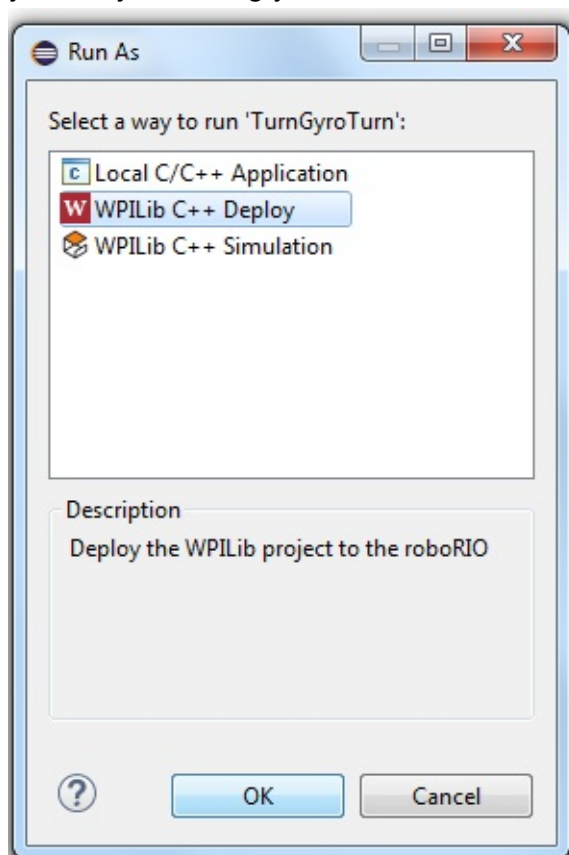 Run As
Select a way to run 'TurnGyroTurn':
C Local C/C++ Application
W WPILib C++ Deploy
WPILib C++ Simulation
Description
Deploy the WPILib project to the roboRIO
?
OK
Cancel